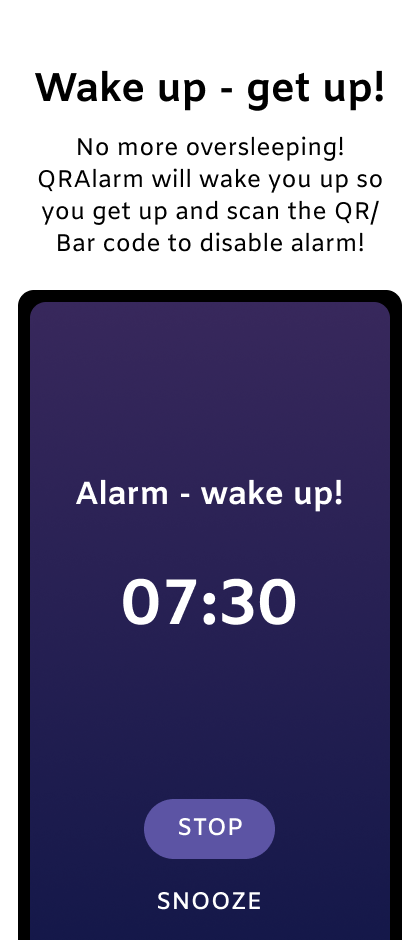 Wake up - get up!
No more oversleeping!
QRAlarm will wake you up so
you get up and scan the QR/
Bar code to disable alarm!
Alarm - wake up!
07:30
STOP
SNOOZE